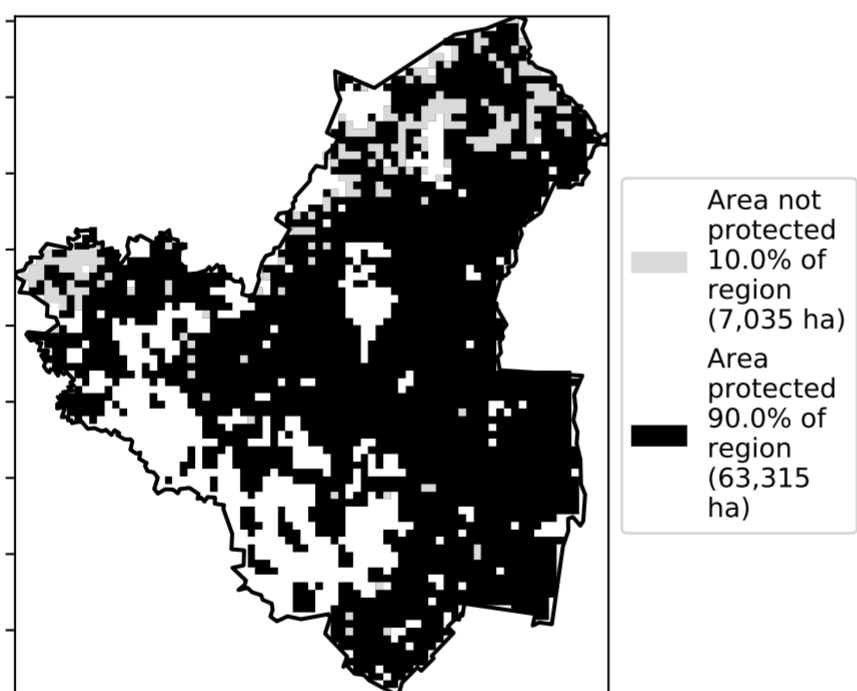 Area not
protected
10.0% of
region
(7,035 ha)
Area
protected
90.0% of
region
(63,315
ha)